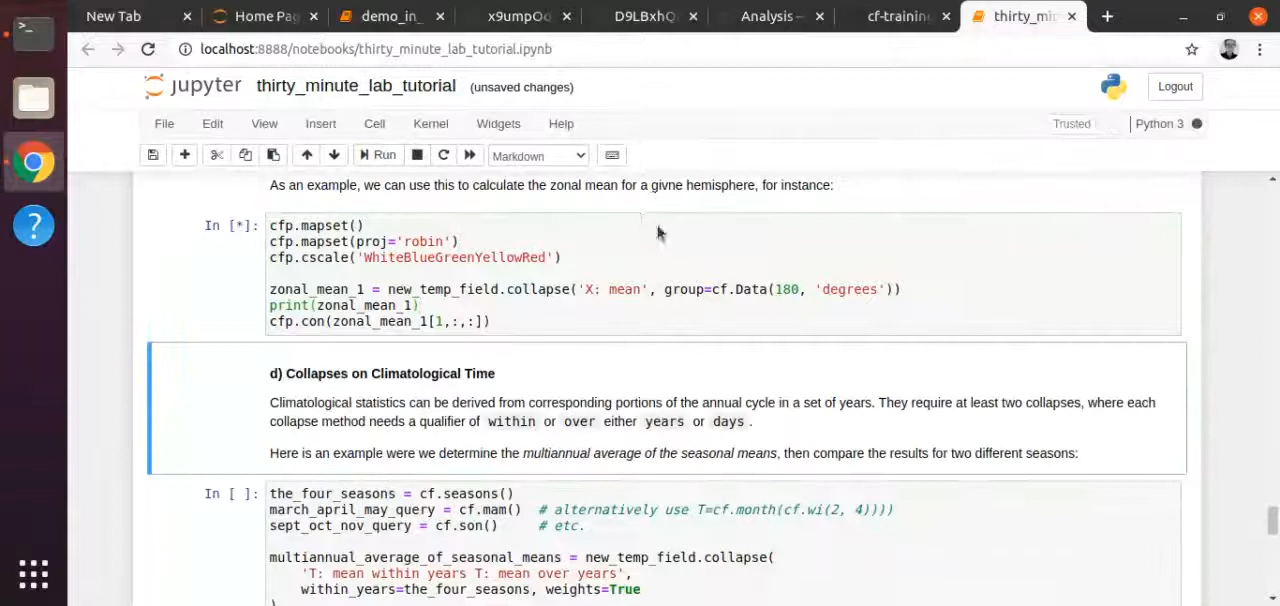 New Tab
Home Pag
demo_in_
x9umpOo
D9LBxhQ
Analysis –
cf-training
thirty_min
localhost:8888/notebooks/thirty_minute_lab_tutorial.ipynb
jupyter thirty_minute_lab_tutorial (unsaved changes)
Logout
File Edit View Insert Cell Kernel Widgets Help
Trusted Python 3
Run Markdown
As an example, we can use this to calculate the zonal mean for a givne hemisphere, for instance:
In [*]: cfp.mapset()
cfp.mapset(proj='robin')
cfp.cscale('WhiteBlueGreenYellowRed')
zonal_mean_1 = new_temp_field.collapse('X: mean', group=cf.Data(180, 'degrees'))
print(zonal_mean_1)
cfp.con(zonal_mean_1[1,:,:])
d) Collapses on Climatological Time
Climatological statistics can be derived from corresponding portions of the annual cycle in a set of years. They require at least two collapses, where each
collapse method needs a qualifier of within or over either years or days .
Here is an example were we determine the multiannual average of the seasonal means, then compare the results for two different seasons:
In [ ]: the_four_seasons = cf.seasons()
march_april_may_query = cf.mam() # alternatively use T=cf.month(cf.wi(2, 4))))
sept_oct_nov_query = cf.son() # etc.
multiannual_average_of_seasonal_means = new_temp_field.collapse(
'T: mean within years T: mean over years',
within_years=the_four_seasons, weights=True
)